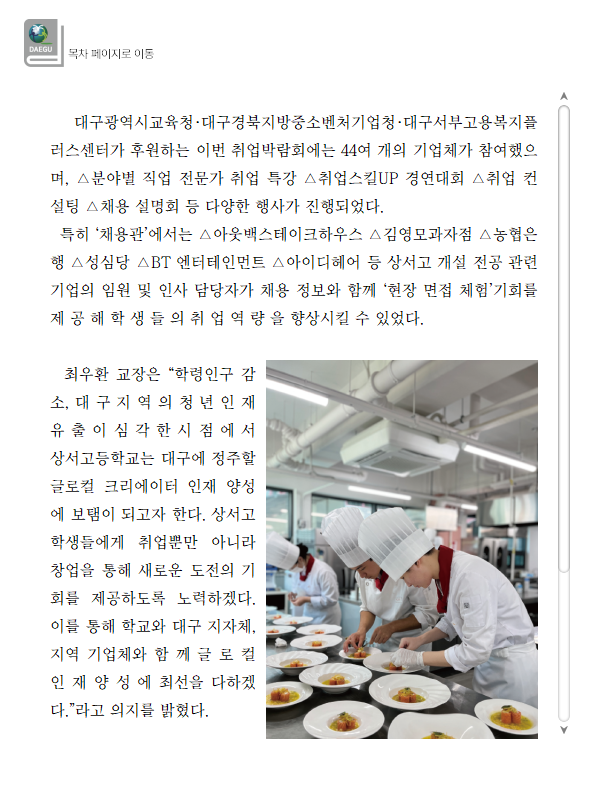 DAEGU
목차 페이지로 이동
대구광역시교육청·대구경북지방중소벤처기업청·대구서부고용복지플
러스센터가 후원하는 이번 취업박람회에는 44여 개의 기업체가 참여했으
며, △분야별 직업 전문가 취업 특강 △취업스킬UP 경연대회 △취업 컨
설팅 △채용 설명회 등 다양한 행사가 진행되었다.
특히 ‘채용관’에서는 △아웃백스테이크하우스 △김영모과자점 △농협은
행 △성심당 △BT 엔터테인먼트 △아이디헤어 등 상서고 개설 전공 관련
기업의 임원 및 인사 담당자가 채용 정보와 함께 ‘현장 면접 체험’기회를
제 공 해 학 생 들 의 취 업 역 량 을 향상시킬 수 있었다.
최우환 교장은 “학령인구 감
소, 대 구 지 역 의 청 년 인 재
유 출 이 심 각 한 시 점 에 서
상서고등학교는 대구에 정주할
글로컬 크리에이터 인재 양성
에 보탬이 되고자 한다. 상서고
학생들에게 취업뿐만 아니라
창업을 통해 새로운 도전의 기
회를 제공하도록 노력하겠다.
이를 통해 학교와 대구 지자체,
지역 기업체와 함 께 글 로 컬
인 재 양 성 에 최선을 다하겠
다.”라고 의지를 밝혔다.